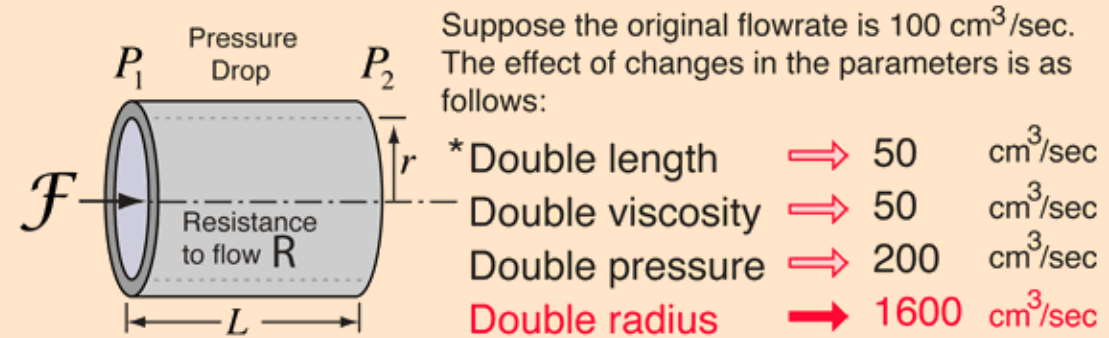 Pressure
Drop
P₁
P₂
r
ℱ
Resistance
to flow R
L
Suppose the original flowrate is 100 cm³/sec.
The effect of changes in the parameters is as
follows:
*Double length ⇨ 50 cm³/sec
Double viscosity ⇨ 50 cm³/sec
Double pressure ⇨ 200 cm³/sec
Double radius ➡ 1600 cm³/sec